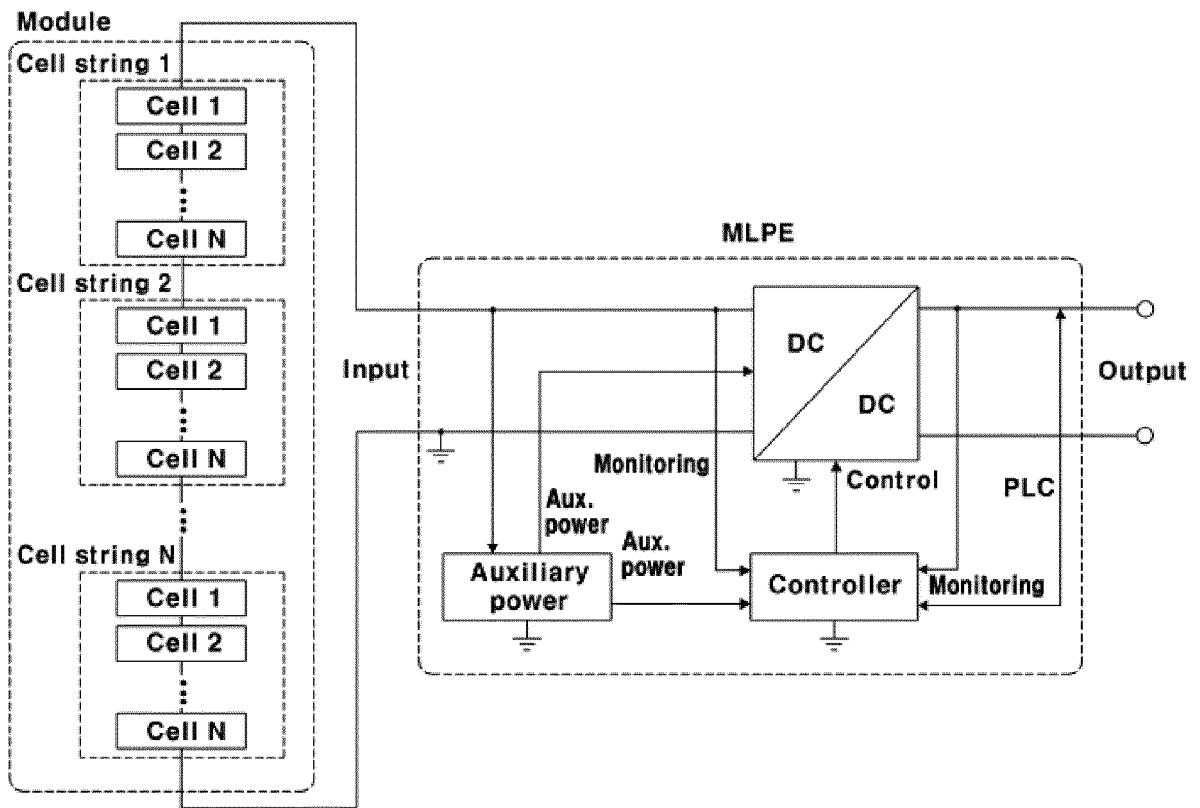 Module
Cell string 1
Cell 1
Cell 2
Cell N
Cell string 2
Cell 1
Cell 2
Cell N
Cell string N
Cell 1
Cell 2
Cell N
MLPE
Input
DC
DC
Output
Monitoring
Control
PLC
Aux.
power
Aux.
power
Auxiliary
power
Controller
Monitoring